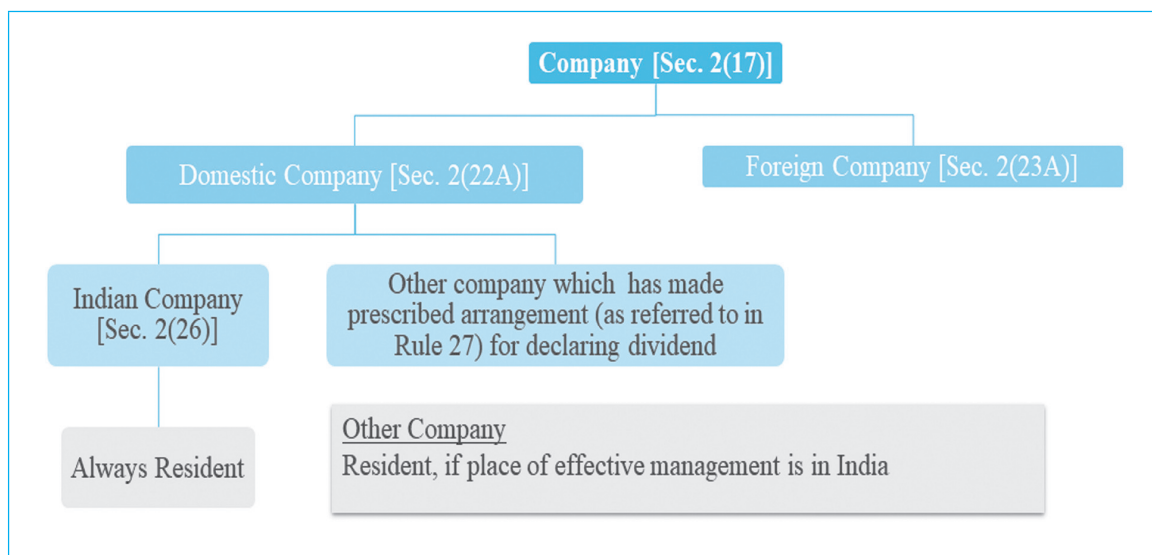 Company [Sec. 2(17)]
Domestic Company [Sec. 2(22A)]
Foreign Company [Sec. 2(23A)]
Indian Company
[Sec. 2(26)]
Other company which has made
prescribed arrangement (as referred to in
Rule 27) for declaring dividend
Always Resident
Other Company
Resident, if place of effective management is in India